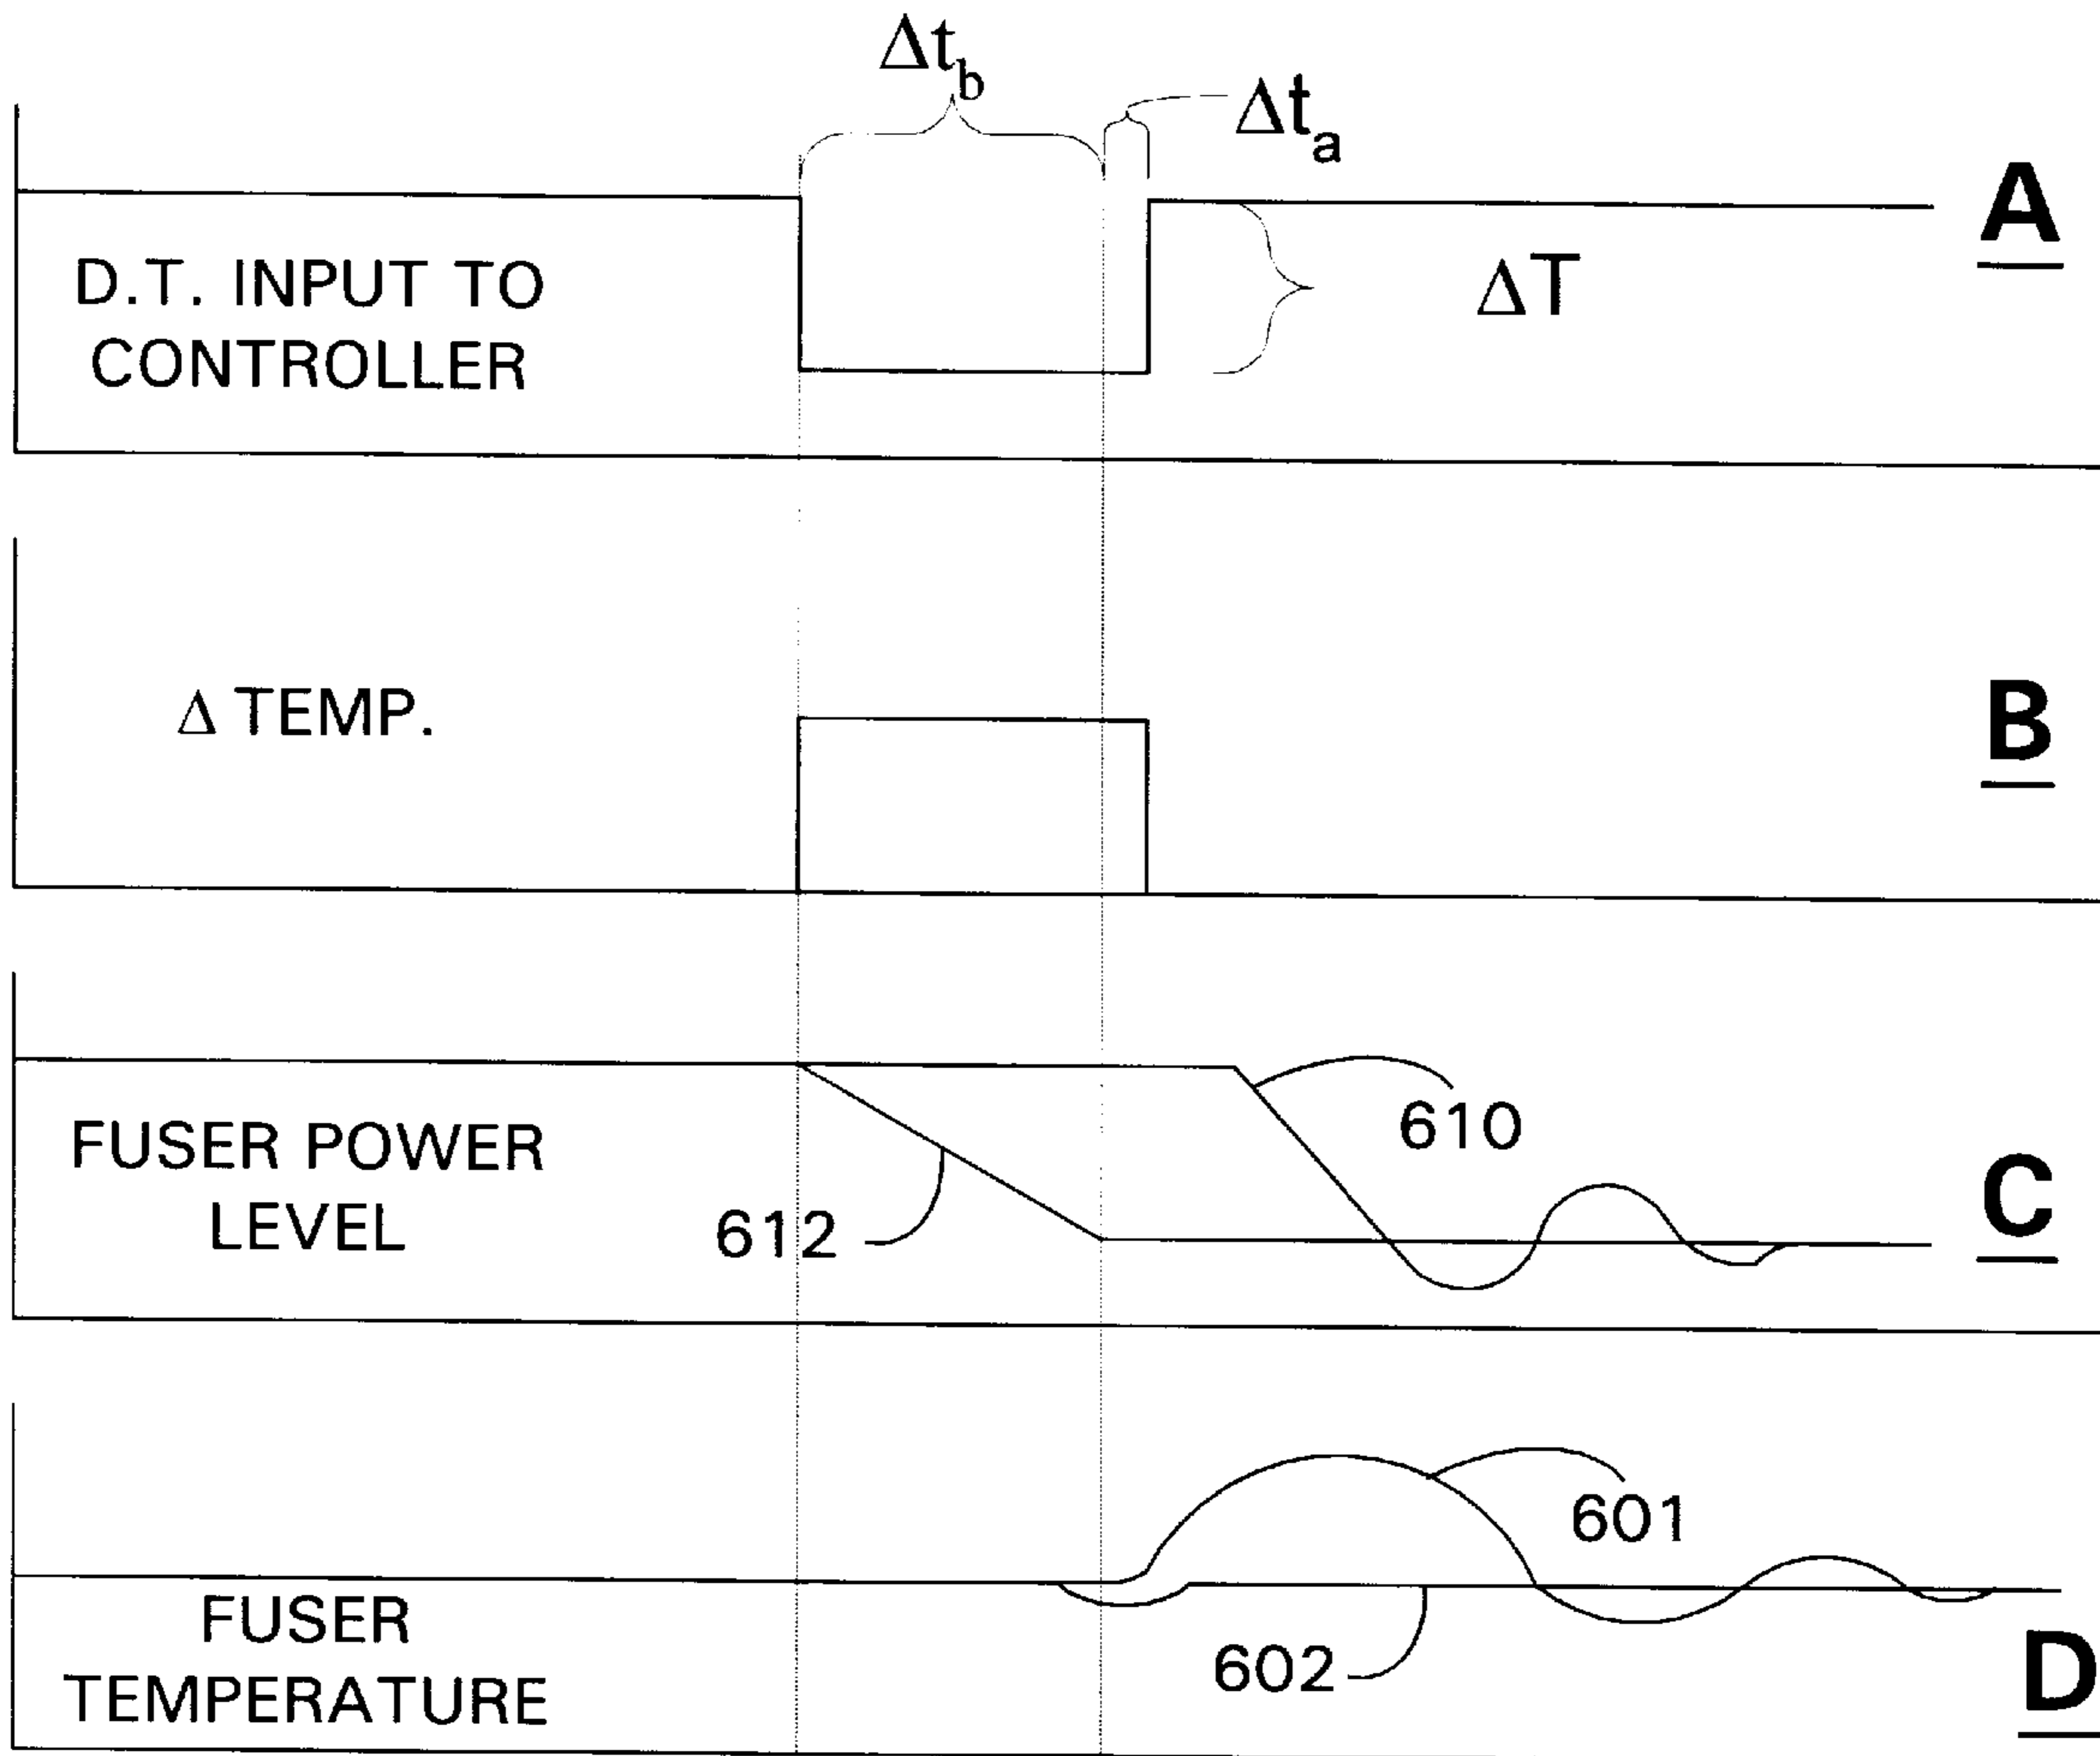 Δt_b
Δt_a
A
D.T. INPUT TO
CONTROLLER
ΔT
Δ TEMP.
B
FUSER POWER
LEVEL
610
612
C
601
FUSER
TEMPERATURE
602
D